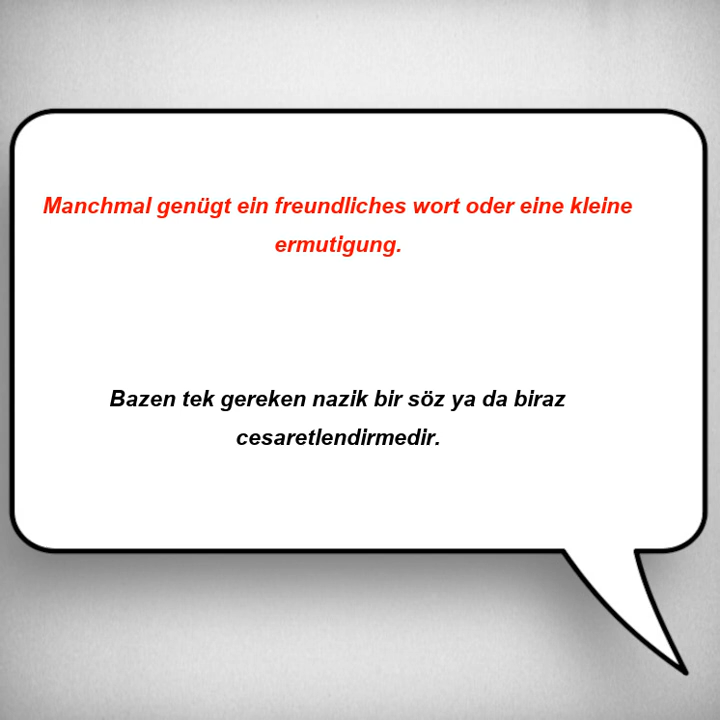 Manchmal genügt ein freundliches wort oder eine kleine
ermutigung.
Bazen tek gereken nazik bir söz ya da biraz
cesaretlendirmedir.